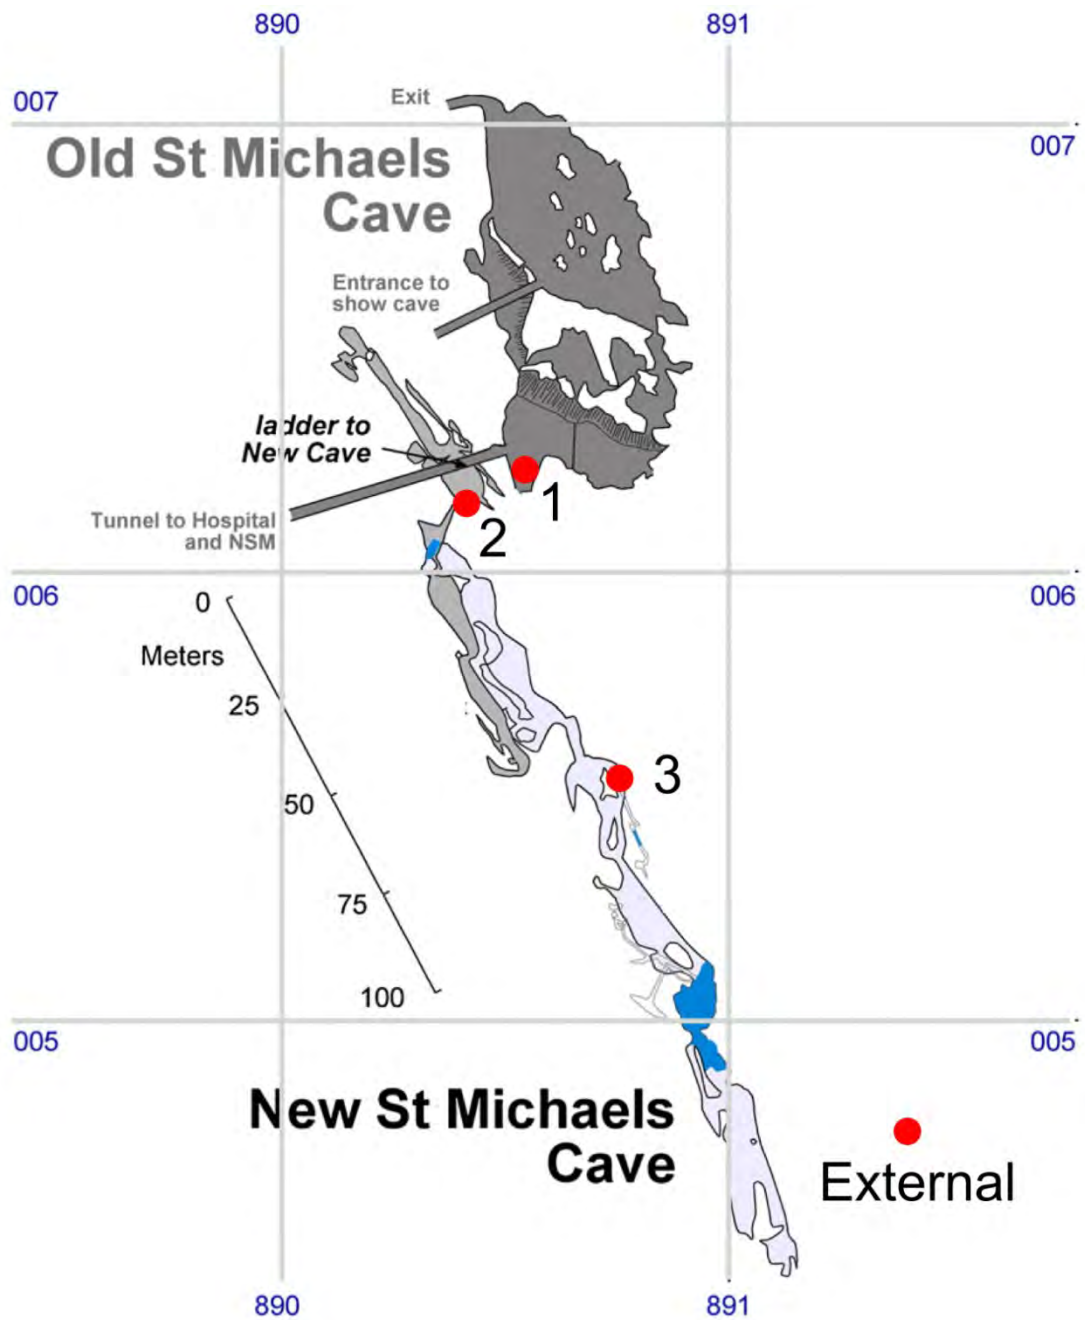 890
891
007
Exit
007
Old St Michaels
Cave
Entrance to
show cave
ladder to
New Cave
1
Tunnel to Hospital
and NSM
2
006
006
0
Meters
25
3
50
75
100
005
005
New St Michaels
Cave
External
890
891